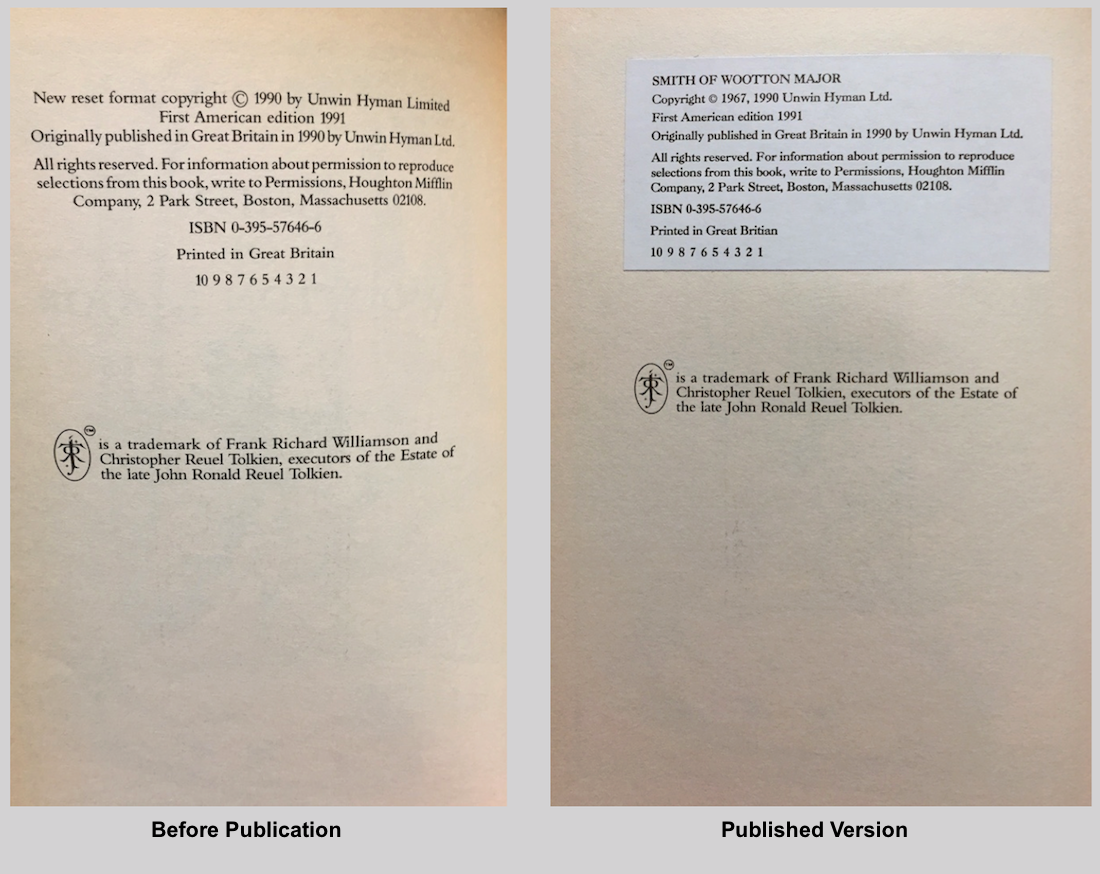 New reset format copyright © 1990 by Unwin Hyman Limited
First American edition 1991
Originally published in Great Britain in 1990 by Unwin Hyman Ltd.
All rights reserved. For information about permission to reproduce
selections from this book, write to Permissions, Houghton Mifflin
Company, 2 Park Street, Boston, Massachusetts 02108.
ISBN 0-395-57646-6
Printed in Great Britain
10 9 8 7 6 5 4 3 2 1
TM
is a trademark of Frank Richard Williamson and
Christopher Reuel Tolkien, executors of the Estate of
the late John Ronald Reuel Tolkien.
Before Publication
SMITH OF WOOTTON MAJOR
Copyright © 1967, 1990 Unwin Hyman Ltd.
First American edition 1991
Originally published in Great Britain in 1990 by Unwin Hyman Ltd.
All rights reserved. For information about permission to reproduce
selections from this book, write to Permissions, Houghton Mifflin
Company, 2 Park Street, Boston, Massachusetts 02108.
ISBN 0-395-57646-6
Printed in Great Britian
10 9 8 7 6 5 4 3 2 1
TM
is a trademark of Frank Richard Williamson and
Christopher Reuel Tolkien, executors of the Estate of
the late John Ronald Reuel Tolkien.
Published Version